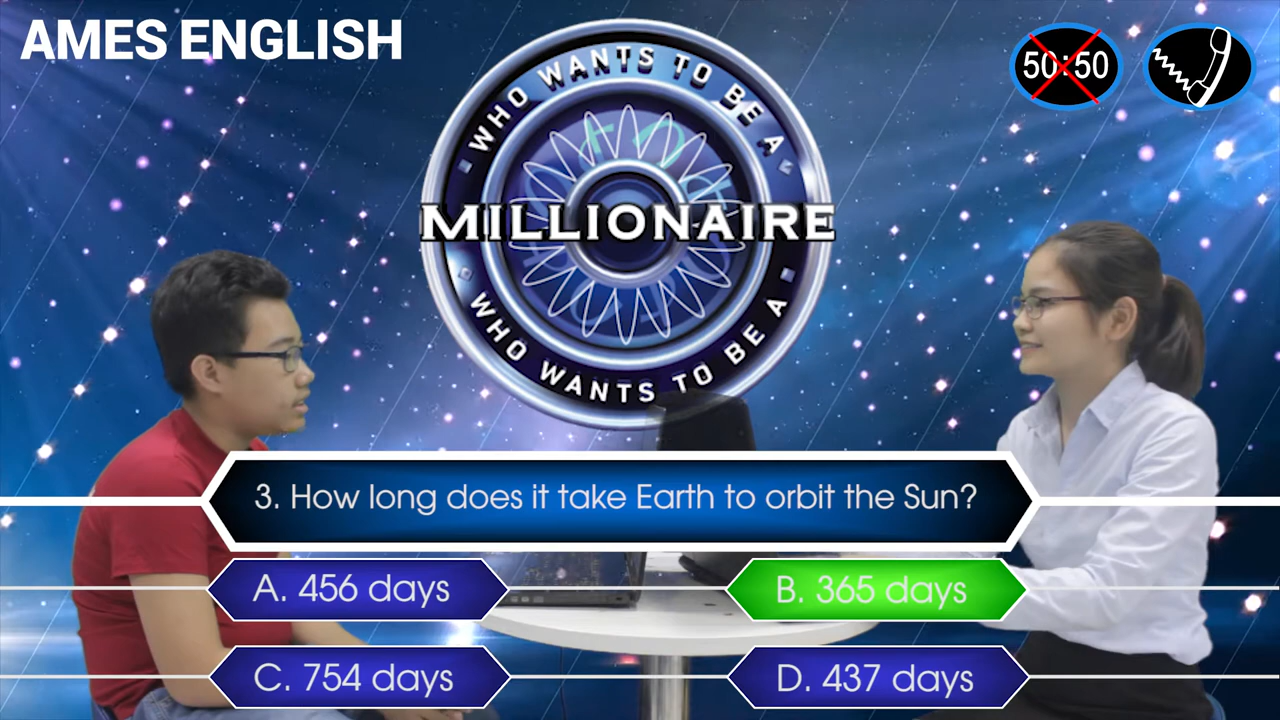 AMES ENGLISH
50:50
WHO WANTS TO BE A
MILLIONAIRE
WHO WANTS TO BE A
3. How long does it take Earth to orbit the Sun?
A. 456 days
B. 365 days
C. 754 days
D. 437 days